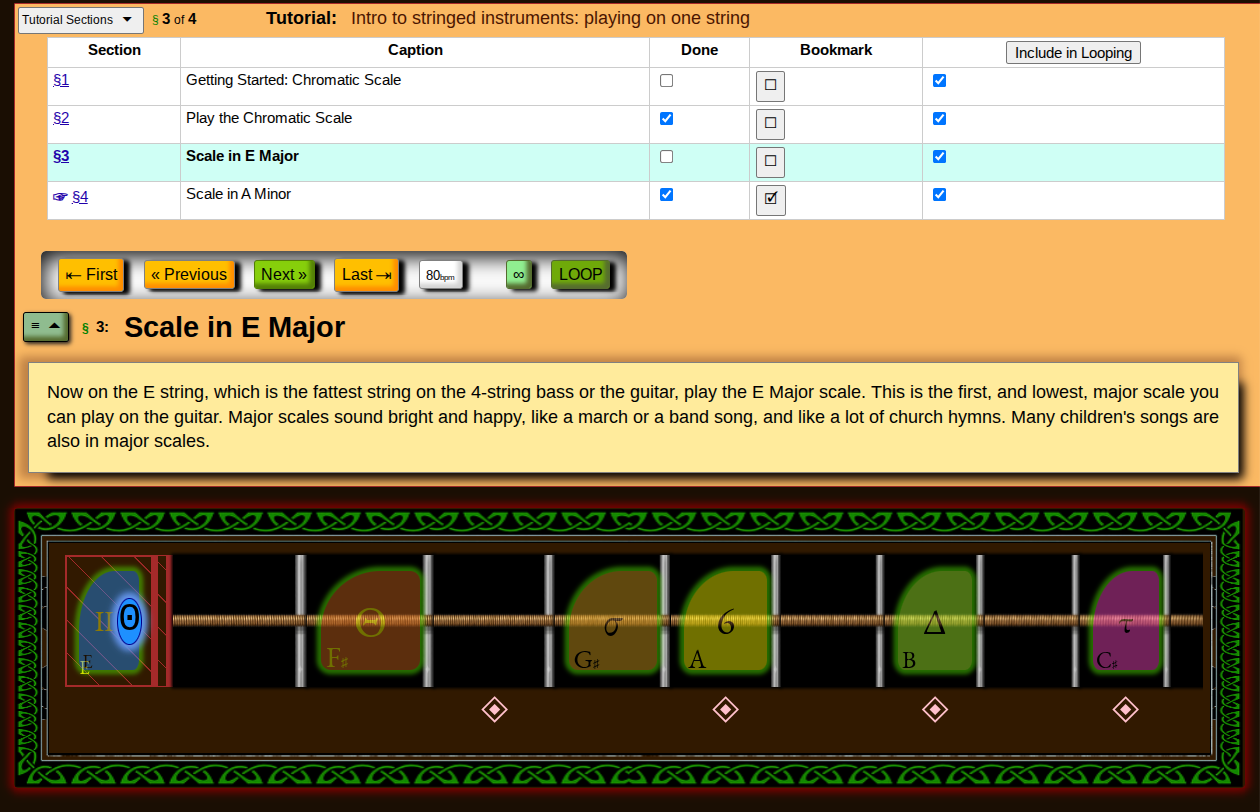 Tutorial Sections § 3 of 4 Tutorial: Intro to stringed instruments: playing on one string
Section Caption Done Bookmark Include in Looping
§1 Getting Started: Chromatic Scale
§2 Play the Chromatic Scale
§3 Scale in E Major
☞ §4 Scale in A Minor
⇤ First « Previous Next » Last ⇥ 80bpm ∞ LOOP
≡ § 3: Scale in E Major
Now on the E string, which is the fattest string on the 4-string bass or the guitar, play the E Major scale. This is the first, and lowest, major scale you
can play on the guitar. Major scales sound bright and happy, like a march or a band song, and like a lot of church hymns. Many children's songs are
also in major scales.
0 Θ σ 6 Δ τ
E F♯ G♯ A B C♯